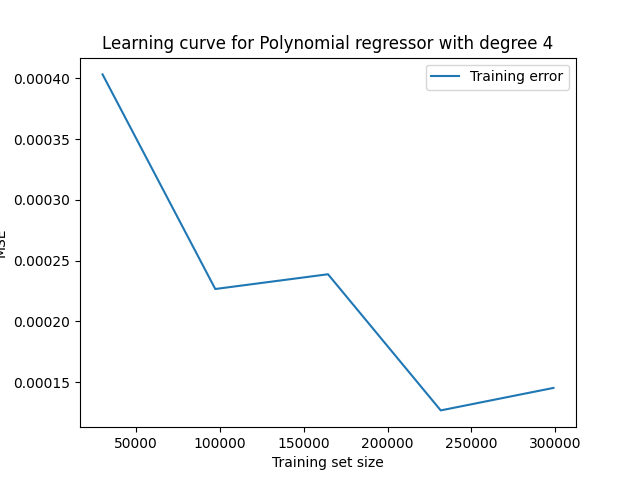 Learning curve for Polynomial regressor with degree 4
Training error
0.00040
0.00035
0.00030
0.00025
0.00020
0.00015
MSE
50000 100000 150000 200000 250000 300000
Training set size